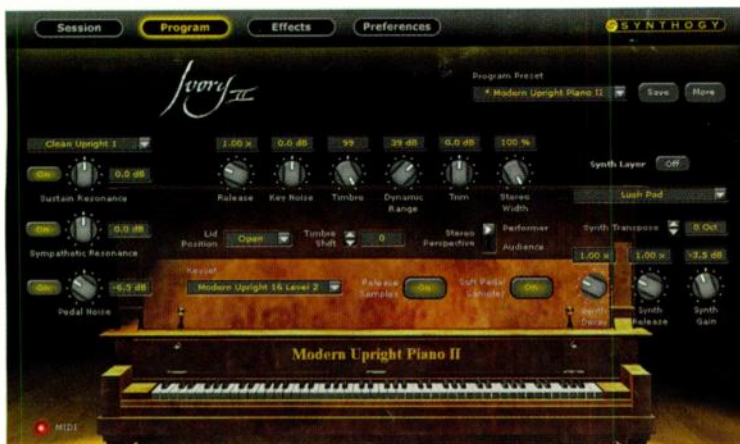 Session Program Effects Preferences SYNTHOGY
Ivory II
Program Preset
* Modern Upright Piano II Save More
Clean Upright 1 1.00 x 0.0 dB 99 39 dB 0.0 dB 100 %
Synth Layer Off
On 0.0 dB
Sustain Resonance Release Key Noise Timbre Dynamic Range Trim Stereo Width
Lush Pad
On 0.0 dB
Sympathetic Resonance
Lid Position Open Timbre Shift 0 Stereo Perspective Performer Audience
Synth Transpose 0 Oct
1.00 x 1.00 x -3.5 dB
Keyset
On -6.5 dB Modern Upright 16 Level 2 Release Samples On Soft Pedal Samples On
Pedal Noise Synth Decay Synth Release Synth Gain
Modern Upright Piano II
MIDI